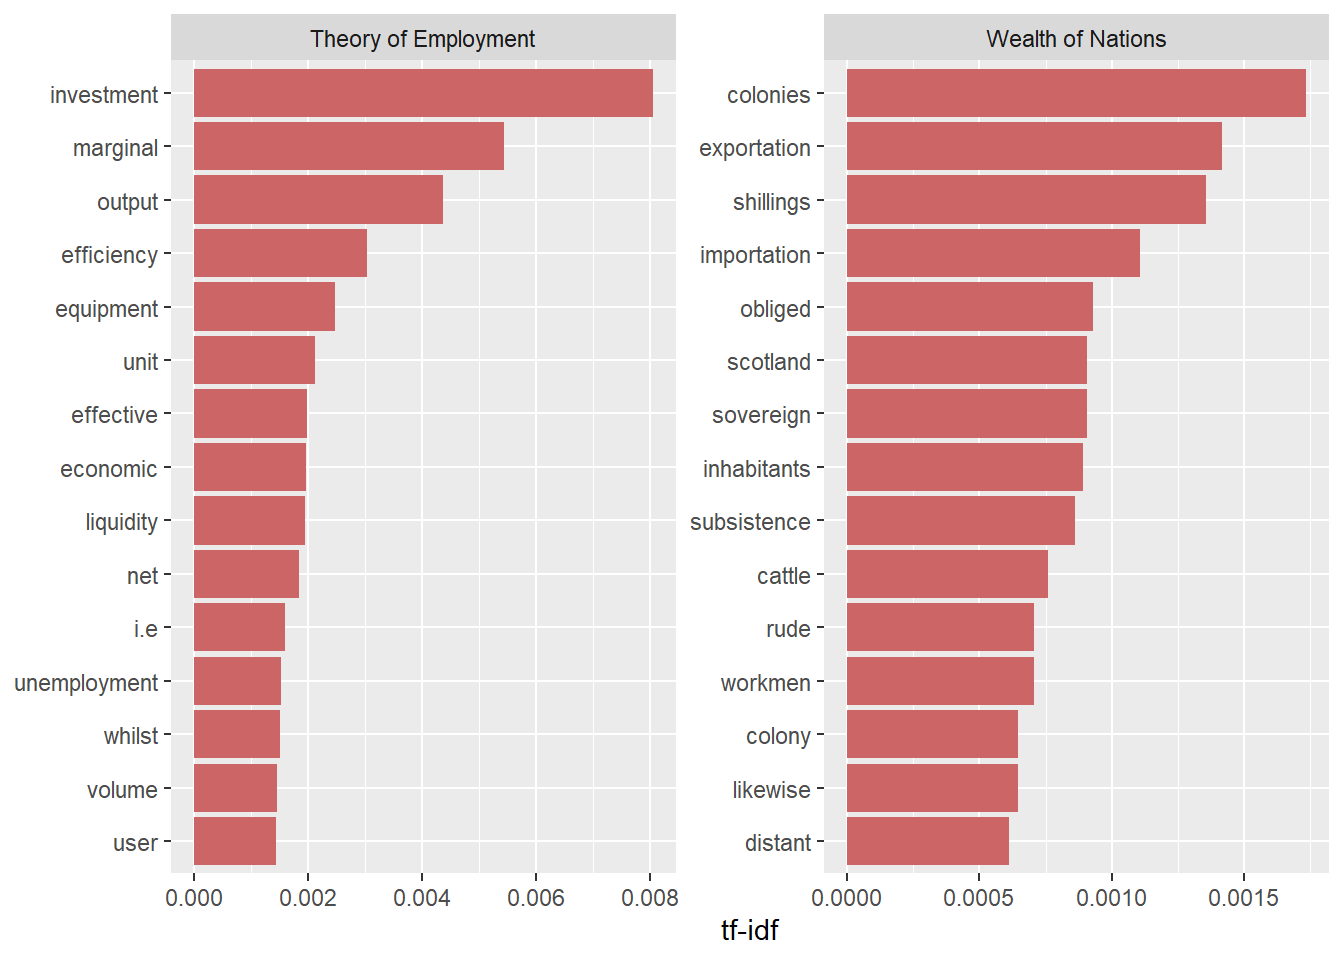 Theory of Employment
investment
marginal
output
efficiency
equipment
unit
effective
economic
liquidity
net
i.e
unemployment
whilst
volume
user
0.000 0.002 0.004 0.006 0.008
Wealth of Nations
colonies
exportation
shillings
importation
obliged
scotland
sovereign
inhabitants
subsistence
cattle
rude
workmen
colony
likewise
distant
0.0000 0.0005 0.0010 0.0015
tf-idf